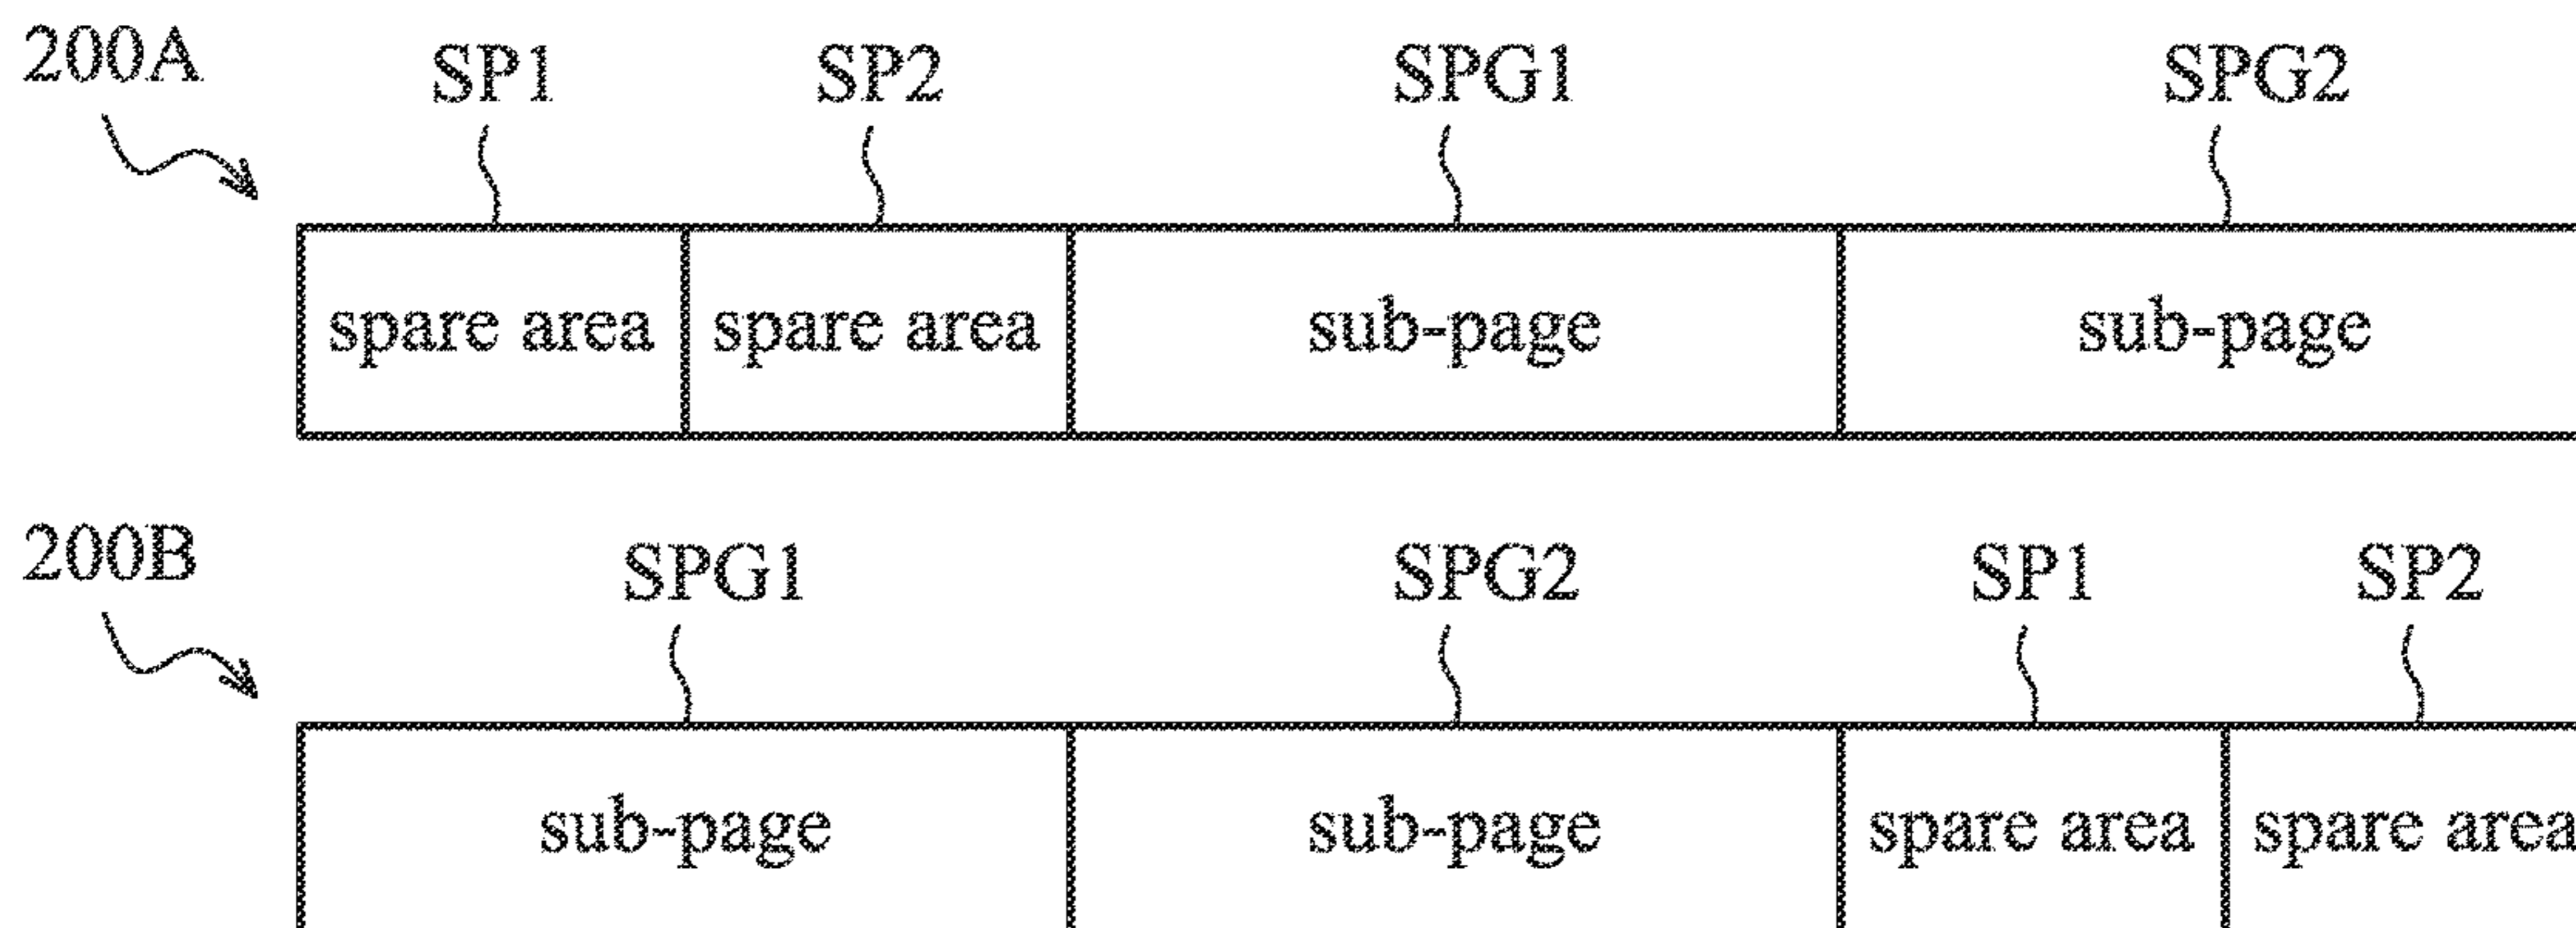 200A SP1 SP2 SPG1 SPG2
spare area spare area sub-page sub-page
200B SPG1 SPG2 SP1 SP2
sub-page sub-page spare area spare area